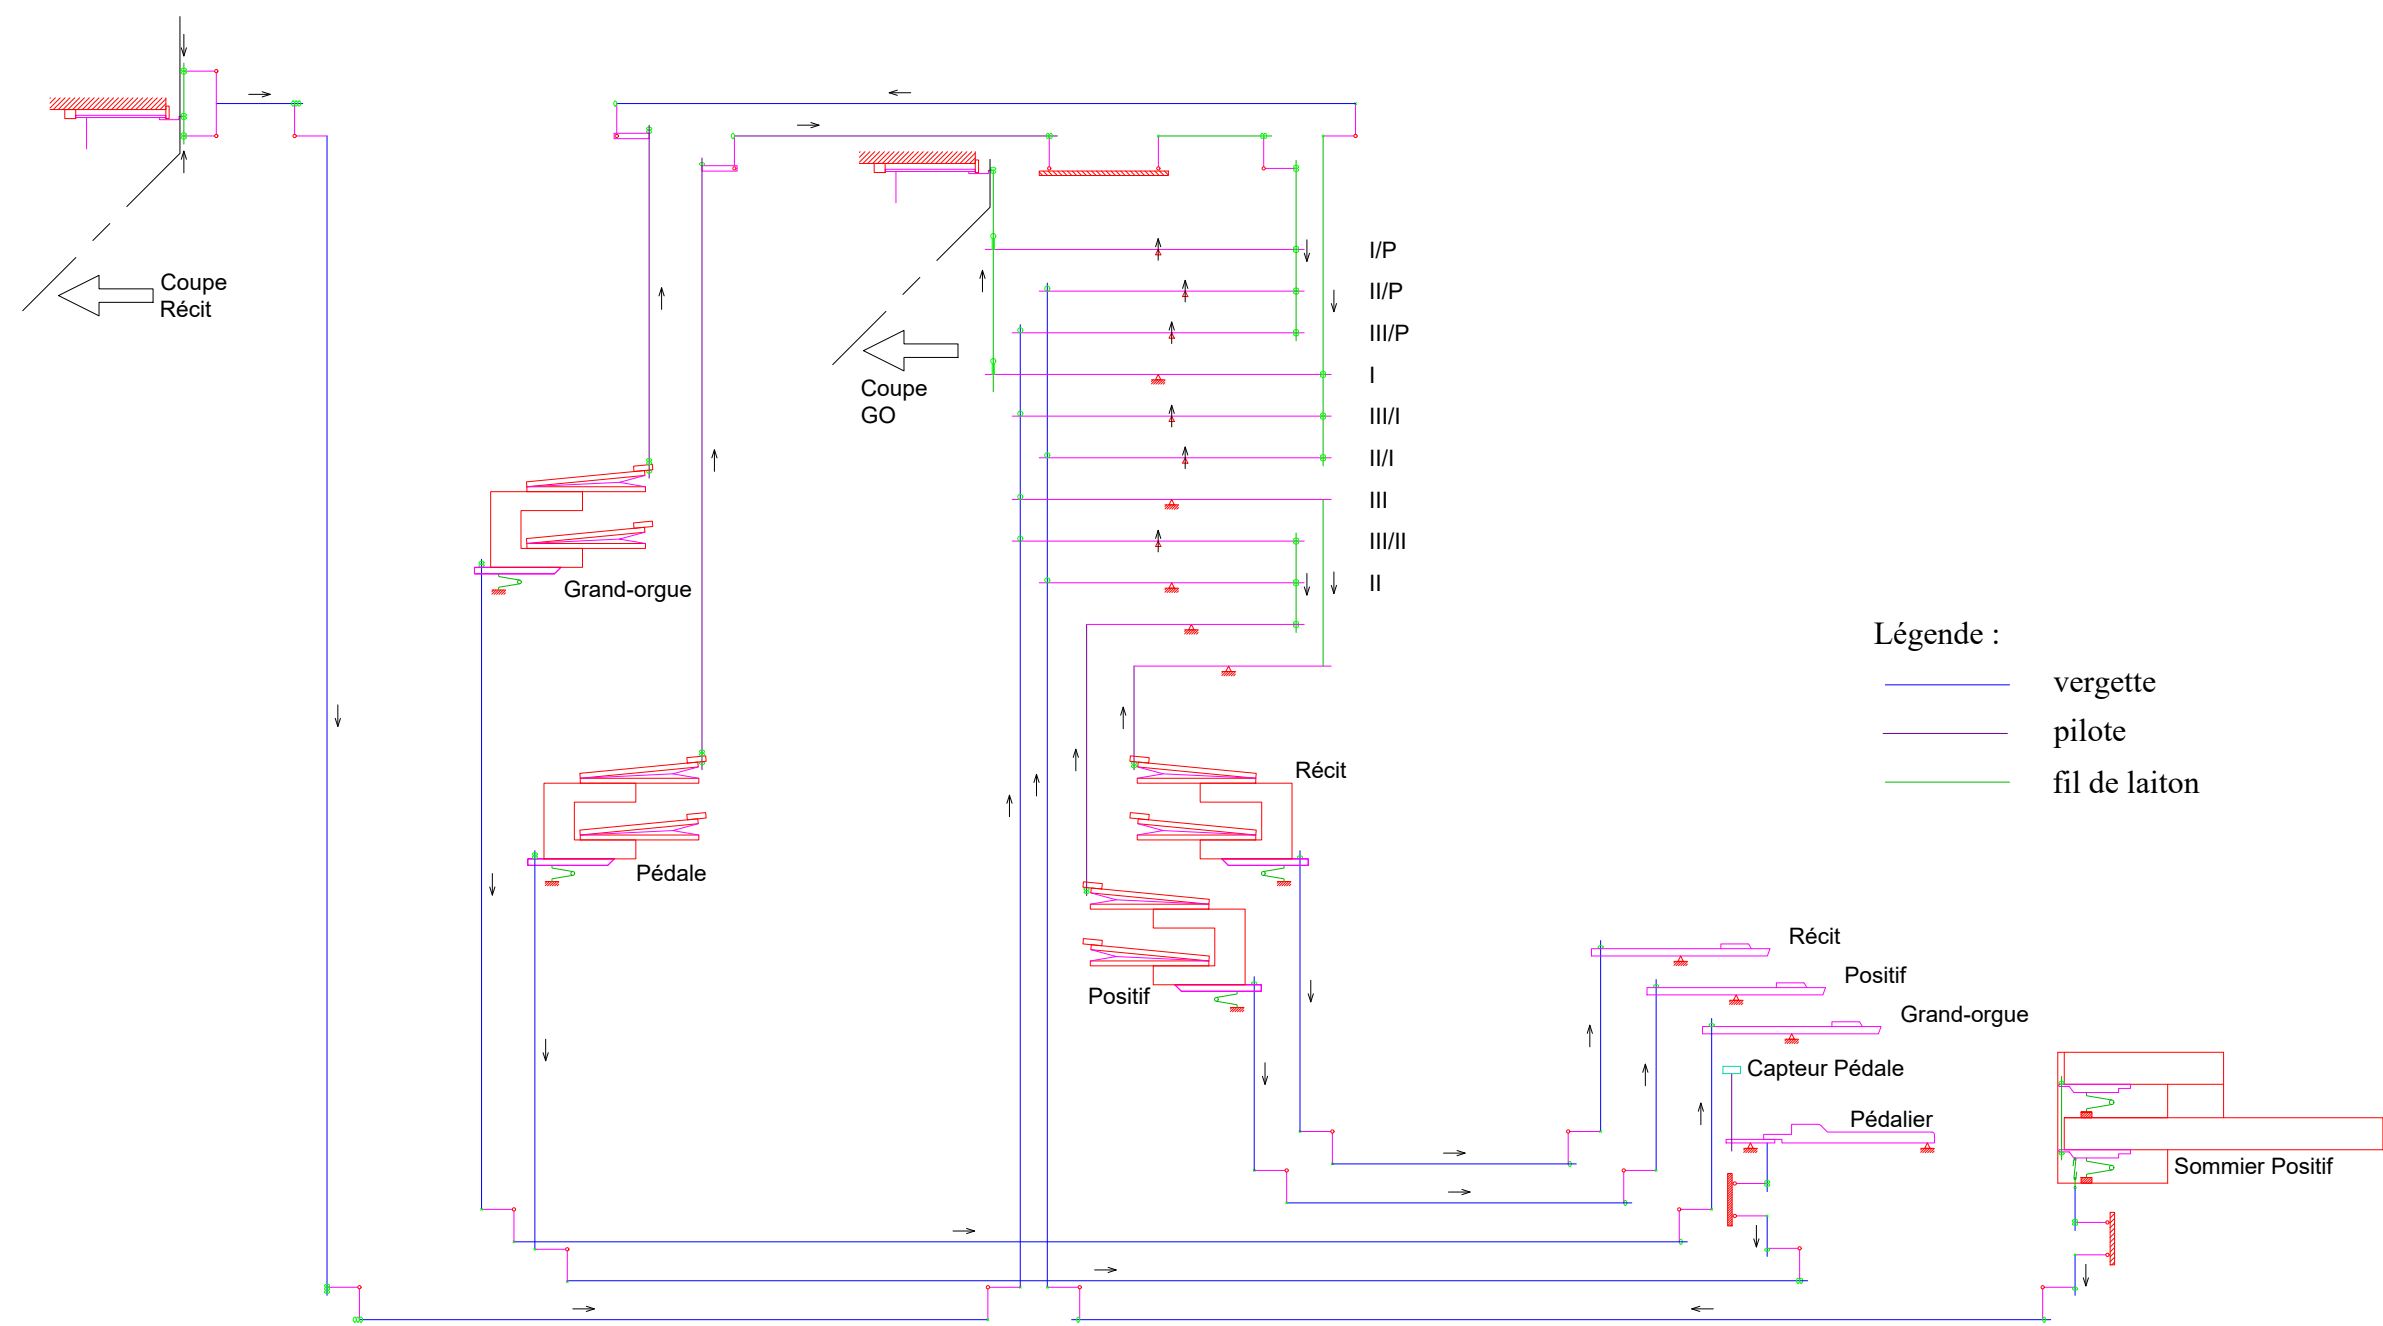 Coupe
Récit
Coupe
GO
I/P
II/P
III/P
I
III/I
II/I
III
III/II
II
Grand-orgue
Pédale
Récit
Positif
Légende :
vergette
pilote
fil de laiton
Récit
Positif
Grand-orgue
Capteur Pédale
Pédalier
Sommier Positif